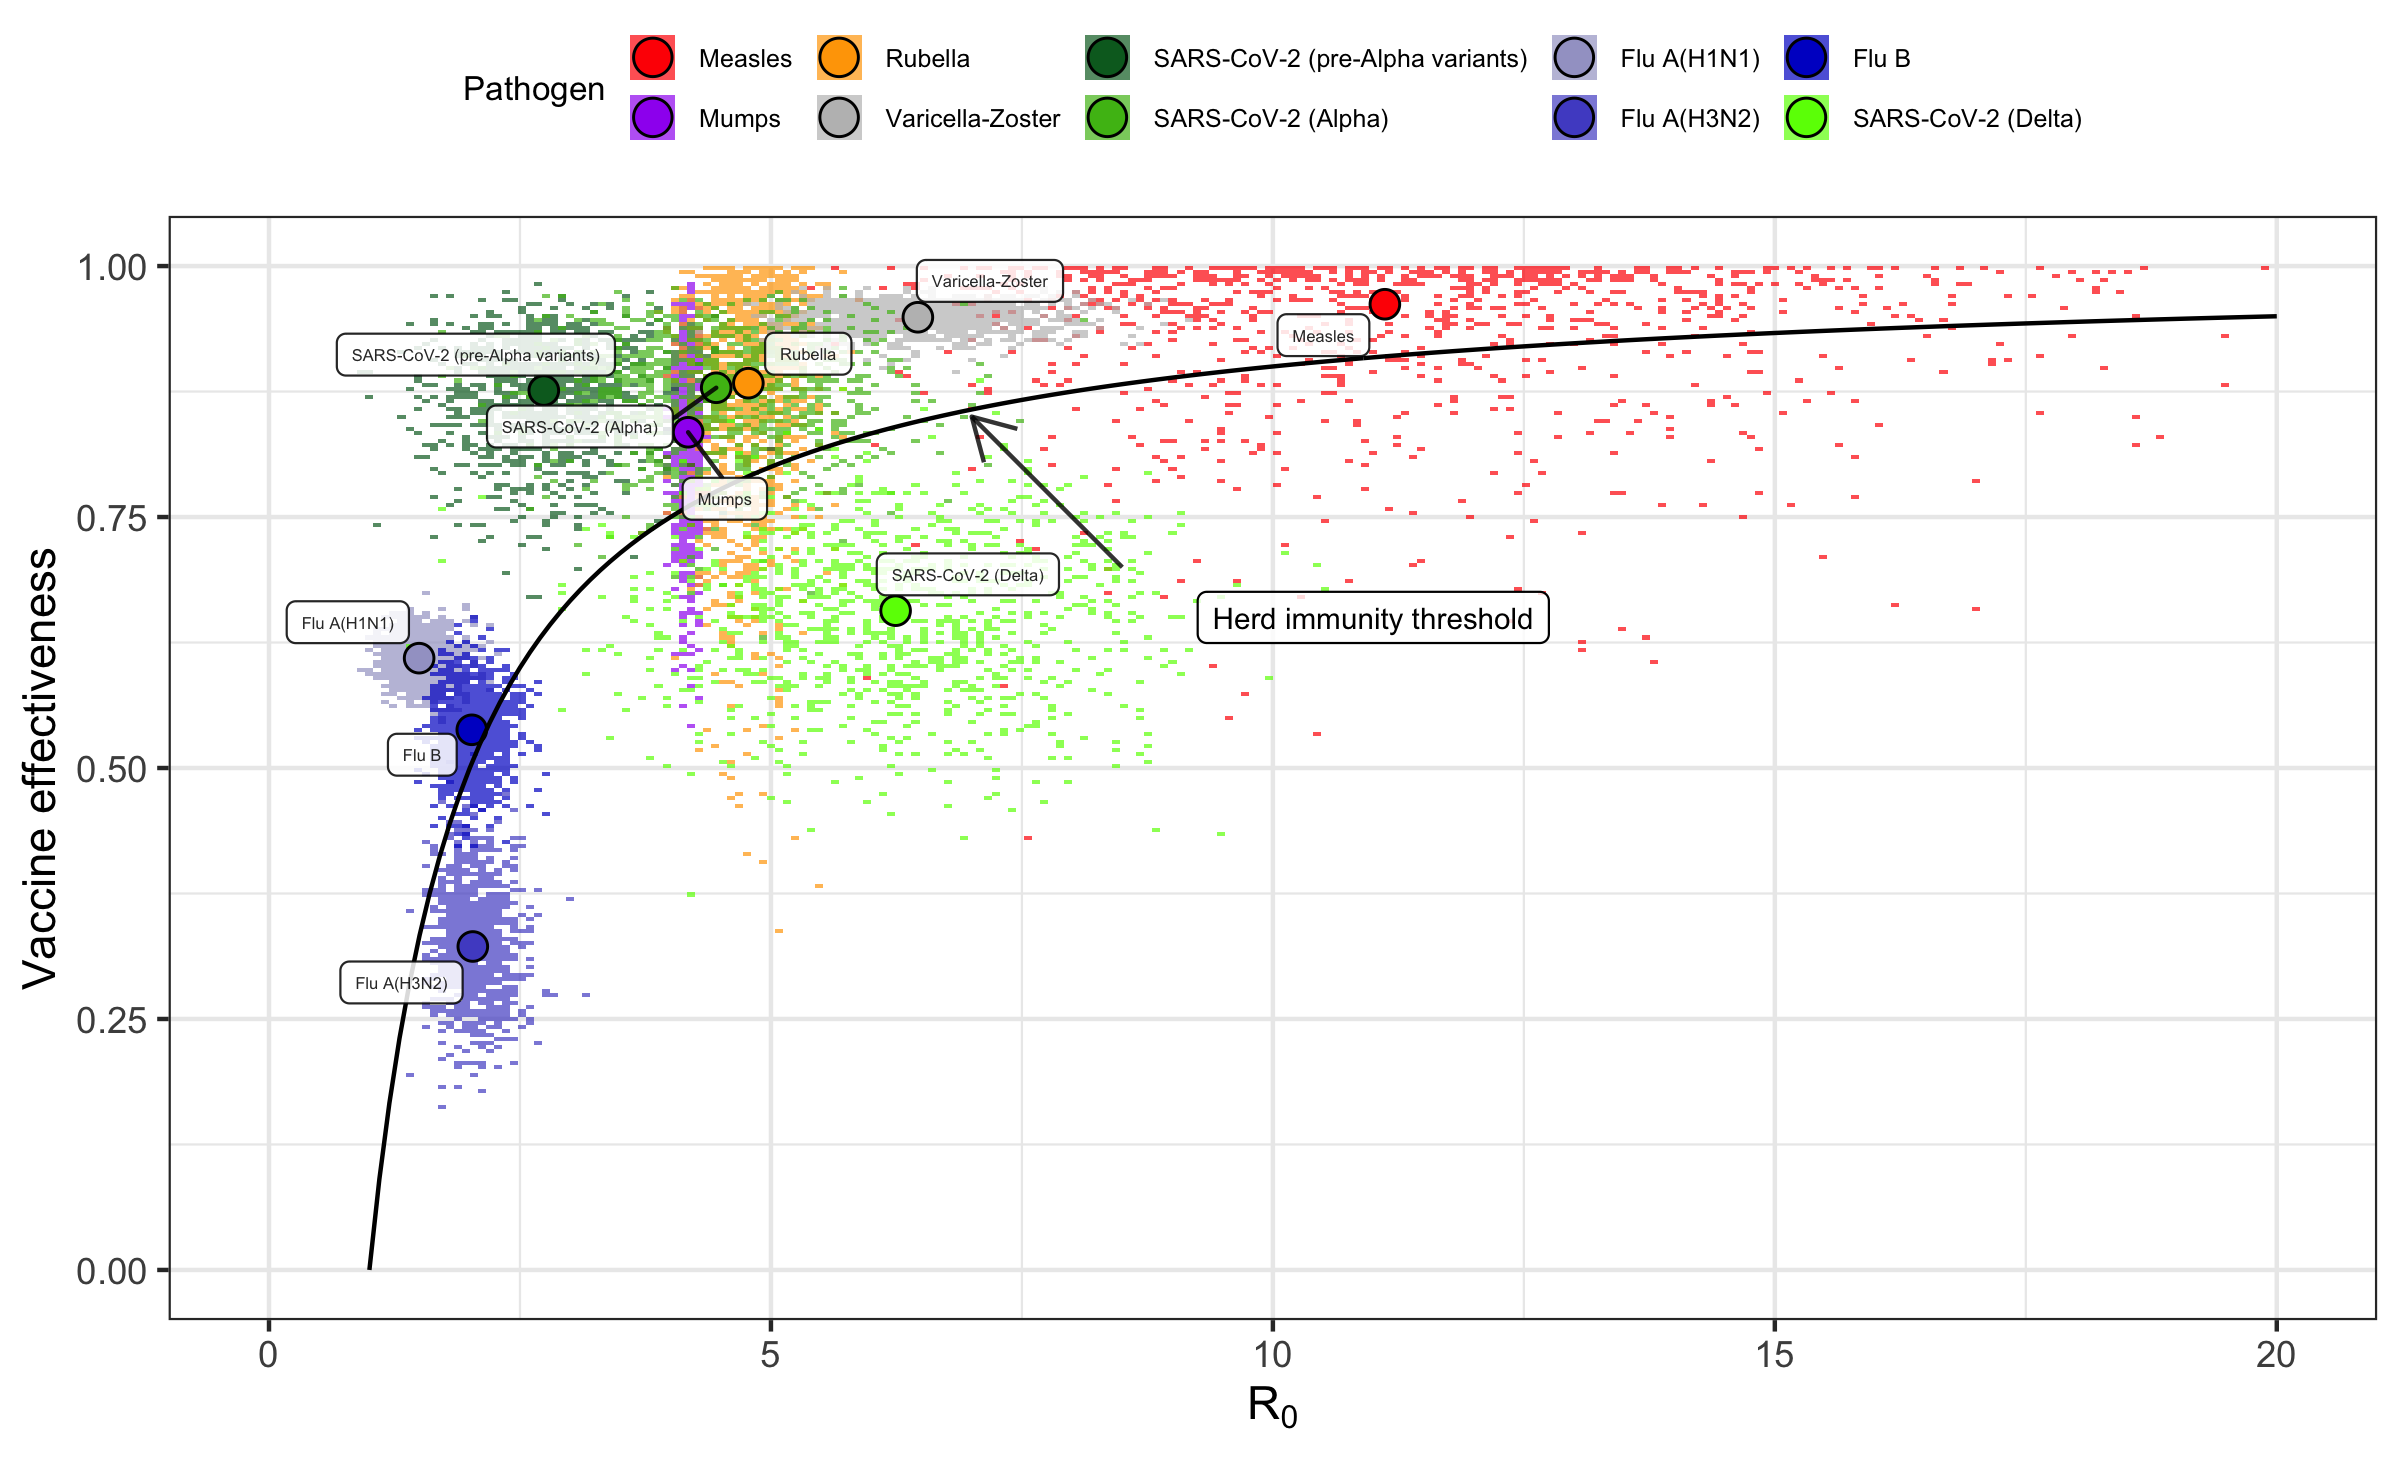 Pathogen
Measles
Rubella
SARS-CoV-2 (pre-Alpha variants)
Flu A(H1N1)
Flu B
Mumps
Varicella-Zoster
SARS-CoV-2 (Alpha)
Flu A(H3N2)
SARS-CoV-2 (Delta)
Vaccine effectiveness
1.00
0.75
0.50
0.25
0.00
Varicella-Zoster
Measles
Rubella
SARS-CoV-2 (pre-Alpha variants)
SARS-CoV-2 (Alpha)
Mumps
SARS-CoV-2 (Delta)
Herd immunity threshold
Flu A(H1N1)
Flu B
Flu A(H3N2)
0 5 10 15 20
R0